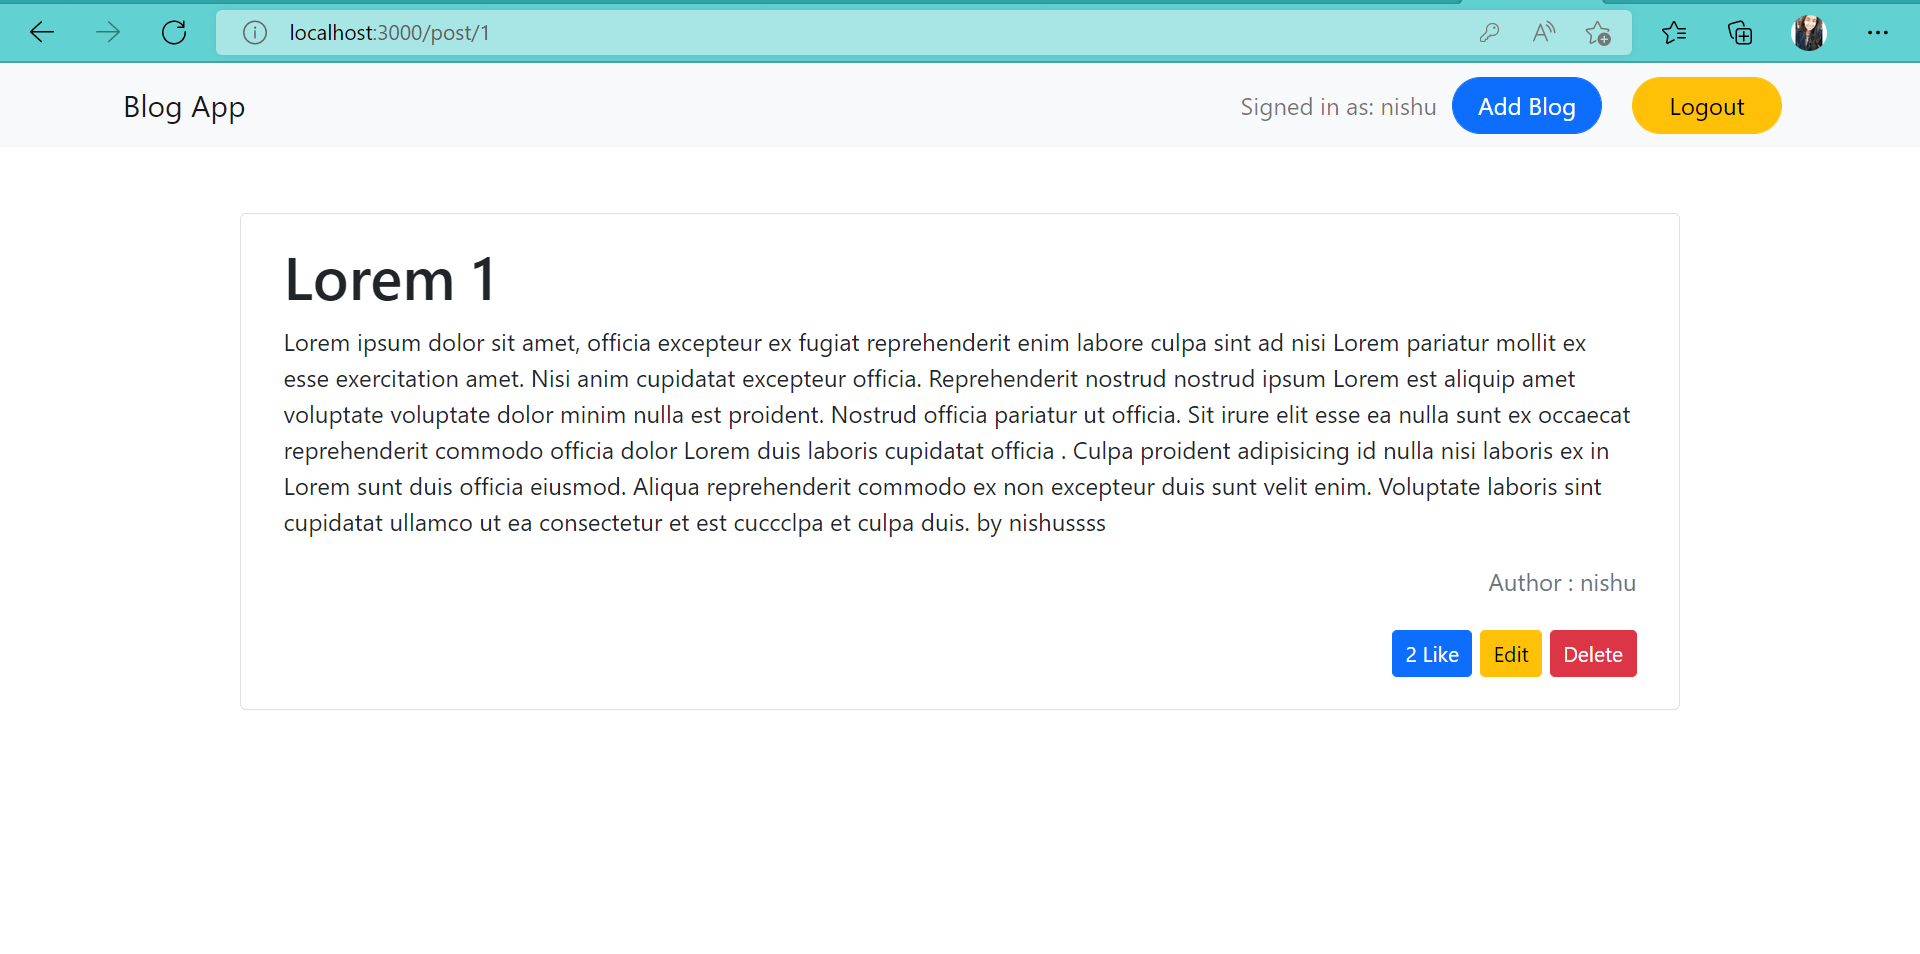 localhost:3000/post/1
Blog App
Signed in as: nishu
Add Blog
Logout
Lorem 1
Lorem ipsum dolor sit amet, officia excepteur ex fugiat reprehenderit enim labore culpa sint ad nisi Lorem pariatur mollit ex
esse exercitation amet. Nisi anim cupidatat excepteur officia. Reprehenderit nostrud nostrud ipsum Lorem est aliquip amet
voluptate voluptate dolor minim nulla est proident. Nostrud officia pariatur ut officia. Sit irure elit esse ea nulla sunt ex occaecat
reprehenderit commodo officia dolor Lorem duis laboris cupidatat officia . Culpa proident adipisicing id nulla nisi laboris ex in
Lorem sunt duis officia eiusmod. Aliqua reprehenderit commodo ex non excepteur duis sunt velit enim. Voluptate laboris sint
cupidatat ullamco ut ea consectetur et est cuccclpa et culpa duis. by nishussss
Author : nishu
2 Like
Edit
Delete